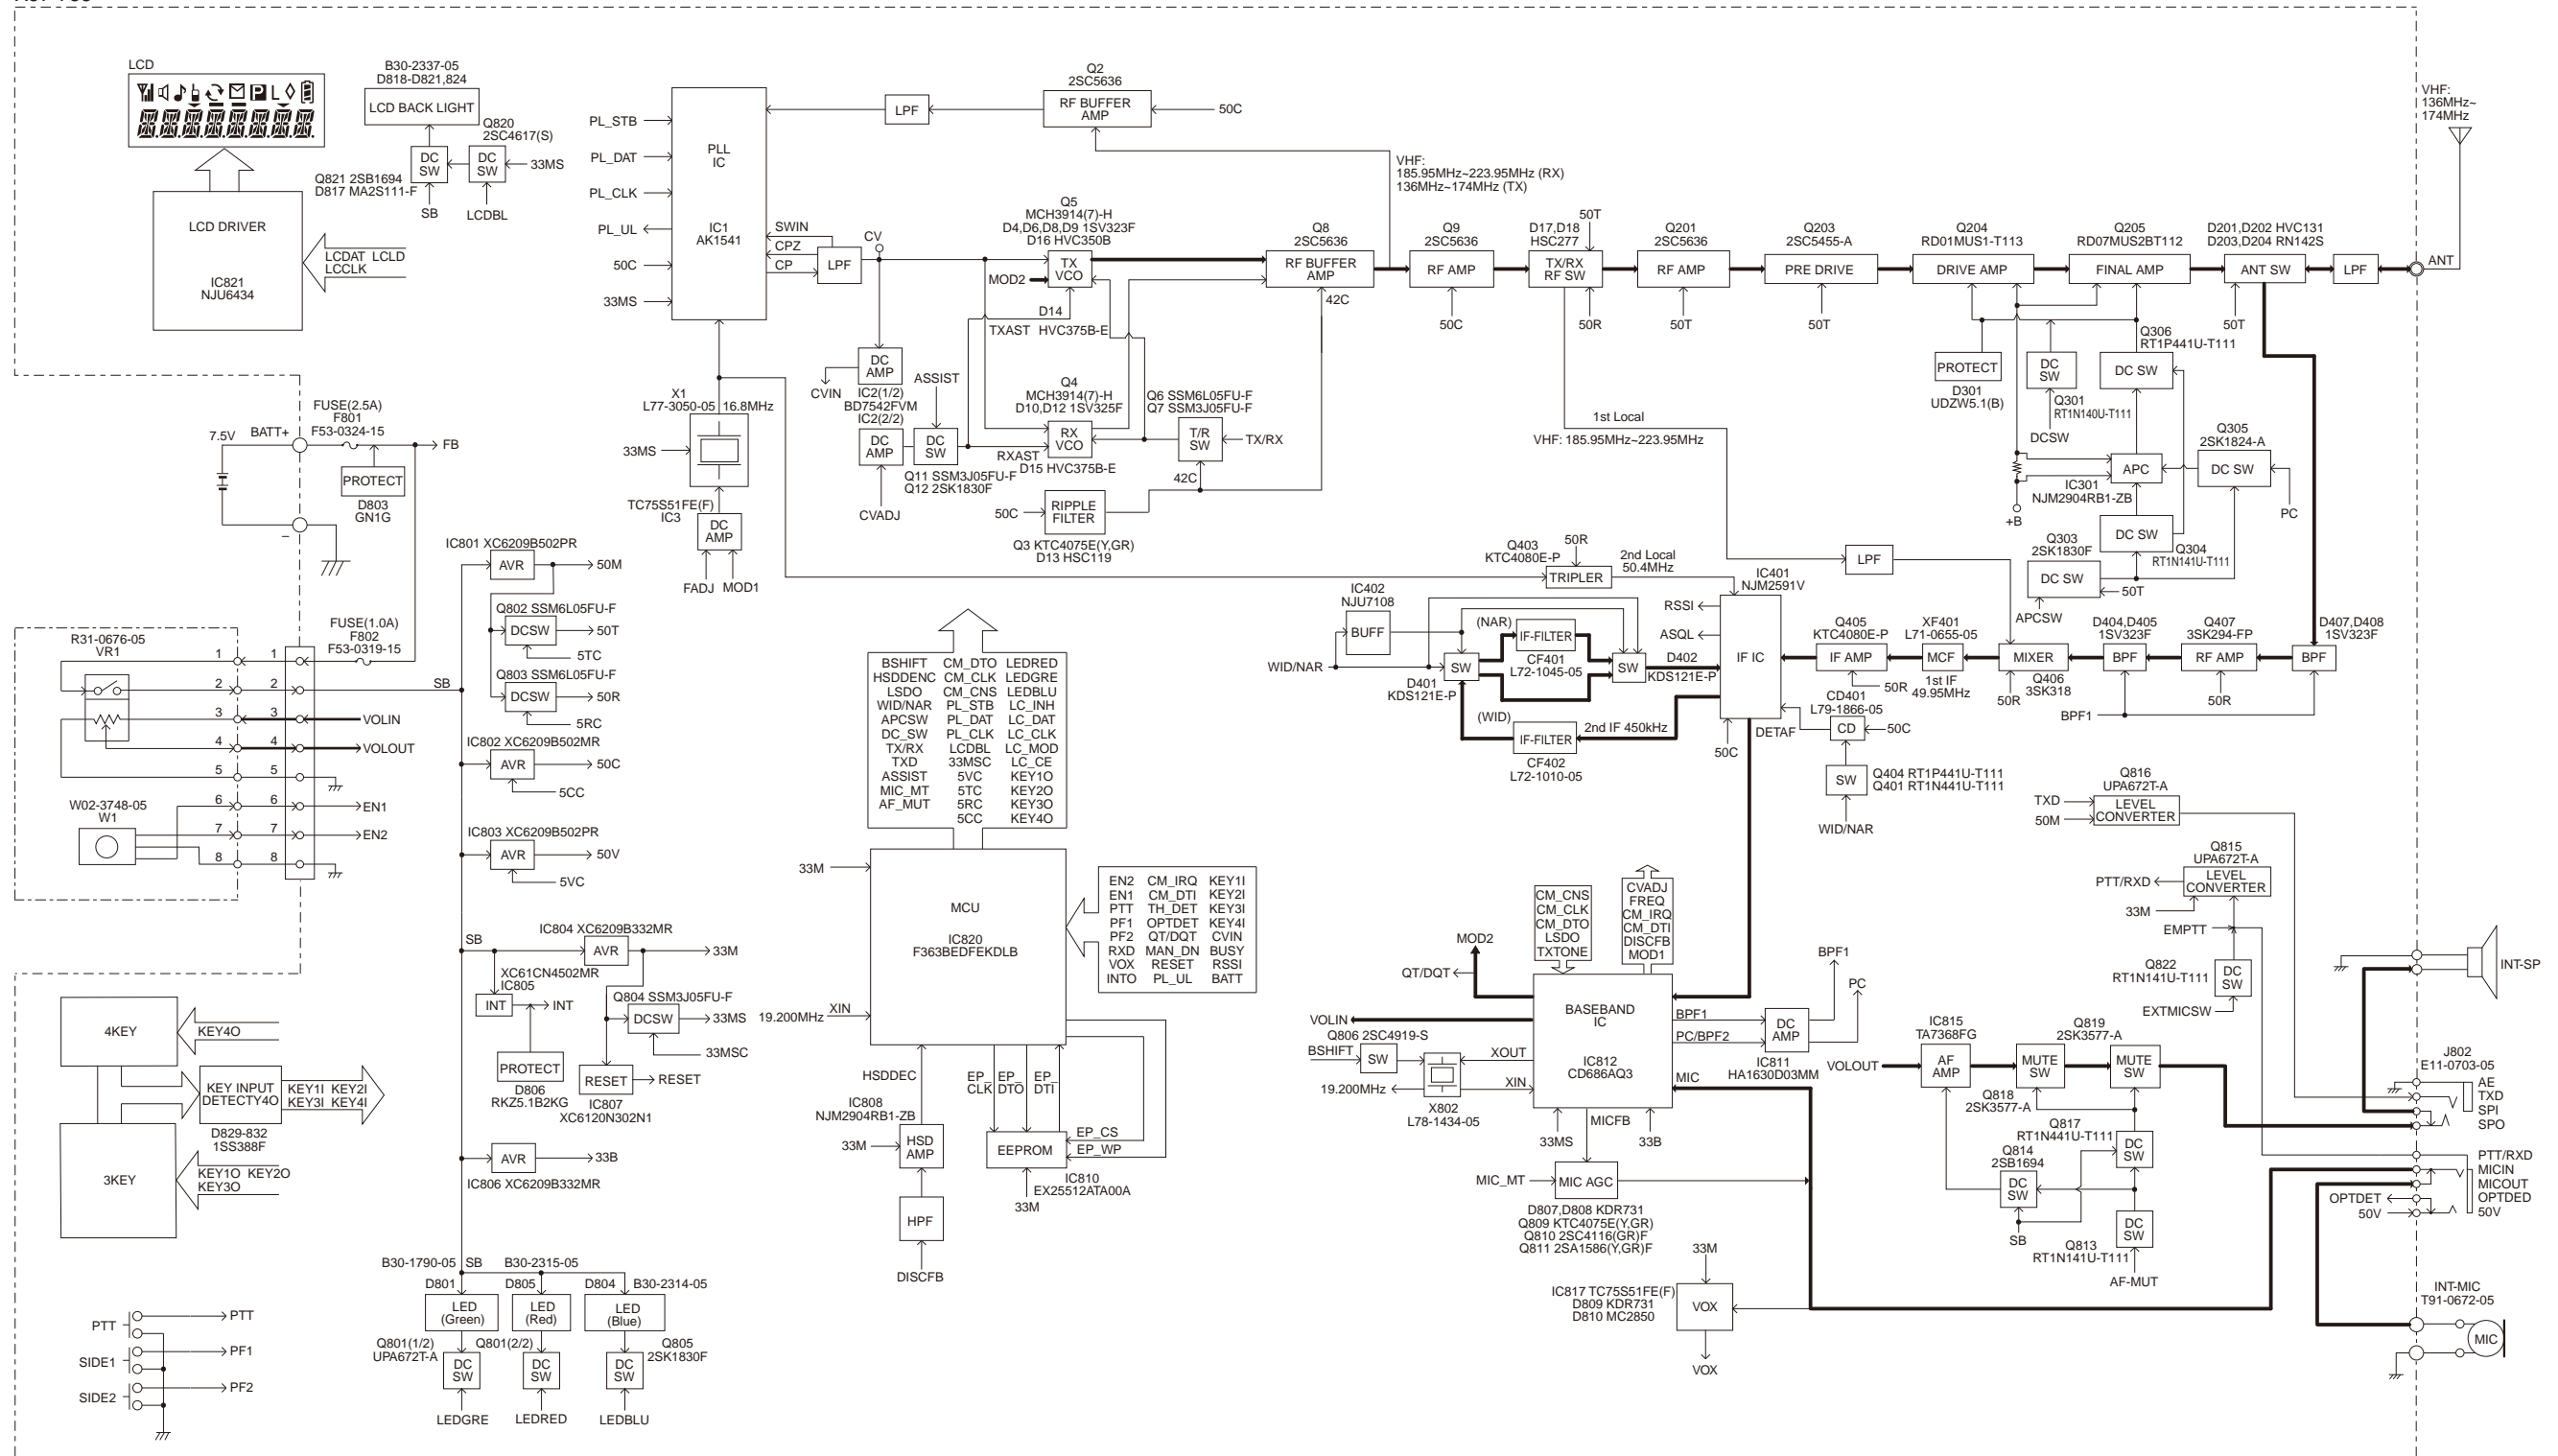 LCD
B30-2337-05
D818-D821,824
LCD BACK LIGHT
Q820
2SC4617(S)
DC
SW
DC
SW
33MS
Q821 2SB1694
D817 MA2S111-F
SB
LCDBL
LCD DRIVER
IC821
NJU6434
LCDAT LCLD
LCCLK
PL_STB
PL_DAT
PL_CLK
PL_UL
50C
33MS
PLL
IC
IC1
AK1541
SWIN
CPZ
CP
LPF
CV
LPF
Q2
2SC5636
RF BUFFER
AMP
50C
VHF:
185.95MHz~223.95MHz (RX)
136MHz~174MHz (TX)
Q5
MCH3914(7)-H
D4,D6,D8,D9 1SV323F
D16 HVC350B
TX
VCO
MOD2
D14
TXAST HVC375B-E
Q8
2SC5636
RF BUFFER
AMP
42C
Q9
2SC5636
RF AMP
50C
D17,D18
HSC277
50T
TX/RX
RF SW
50R
Q201
2SC5636
RF AMP
50T
Q203
2SC5455-A
PRE DRIVE
50T
Q204
RD01MUS1-T113
DRIVE AMP
Q205
RD07MUS2BT112
FINAL AMP
D201,D202 HVC131
D203,D204 RN142S
ANT SW
50T
LPF
ANT
VHF:
136MHz~
174MHz
DC
AMP
CVIN
IC2(1/2)
BD7542FVM
IC2(2/2)
DC
AMP
CVADJ
ASSIST
DC
SW
Q11 SSM3J05FU-F
Q12 2SK1830F
Q4
MCH3914(7)-H
D10,D12 1SV325F
RX
VCO
RXAST
D15 HVC375B-E
Q6 SSM6L05FU-F
Q7 SSM3J05FU-F
T/R
SW
TX/RX
42C
50C
RIPPLE
FILTER
Q3 KTC4075E(Y,GR)
D13 HSC119
X1
L77-3050-05 16.8MHz
33MS
TC75S51FE(F)
IC3
DC
AMP
FADJ MOD1
1st Local
VHF: 185.95MHz~223.95MHz
PROTECT
D301
UDZW5.1(B)
DC
SW
Q301
RT1N140U-T111
DCSW
Q306
RT1P441U-T111
DC SW
Q305
2SK1824-A
DC SW
PC
APC
IC301
NJM2904RB1-ZB
+B
DC SW
Q304
RT1N141U-T111
Q303
2SK1830F
DC SW
50T
APCSW
7.5V
BATT+
–
FUSE(2.5A)
F801
F53-0324-15
FB
PROTECT
D803
GN1G
FUSE(1.0A)
F802
F53-0319-15
R31-0676-05
VR1
1 1
2 2
3 3
4 4
5 5
6 6
7 7
8 8
SB
VOLIN
VOLOUT
EN1
EN2
W02-3748-05
W1
IC801 XC6209B502PR
AVR
50M
Q802 SSM6L05FU-F
DCSW
50T
5TC
Q803 SSM6L05FU-F
DCSW
50R
5RC
IC802 XC6209B502MR
AVR
50C
5CC
IC803 XC6209B502PR
AVR
50V
5VC
SB
IC804 XC6209B332MR
AVR
33M
XC61CN4502MR
IC805
INT
INT
PROTECT
D806
RKZ5.1B2KG
Q804 SSM3J05FU-F
DCSW
33MS
33MSC
RESET
RESET
IC807
XC6120N302N1
AVR
33B
IC806 XC6209B332MR
4KEY
KEY4O
KEY INPUT
DETECTY4O
KEY1I KEY2I
KEY3I KEY4I
D829-832
1SS388F
3KEY
KEY1O KEY2O
KEY3O
B30-1790-05 SB B30-2315-05
D801 D805 D804 B30-2314-05
LED
(Green)
LED
(Red)
LED
(Blue)
Q801(1/2)
UPA672T-A
Q801(2/2)
Q805
2SK1830F
DC
SW
DC
SW
DC
SW
LEDGRE LEDRED LEDBLU
PTT
SIDE1
SIDE2
PTT
PF1
PF2
BSHIFT CM_DTO LEDRED
HSDDENC CM_CLK LEDGRE
LSDO CM_CNS LEDBLU
WID/NAR PL_STB LC_INH
APCSW PL_DAT LC_DAT
DC_SW PL_CLK LC_CLK
TX/RX LCDBL LC_MOD
TXD 33MSC LC_CE
ASSIST 5VC KEY1O
MIC_MT 5TC KEY2O
AF_MUT 5RC KEY3O
5CC KEY4O
33M
MCU
IC820
F363BEDFEKDLB
19.200MHz XIN
EN2 CM_IRQ KEY1I
EN1 CM_DTI KEY2I
PTT TH_DET KEY3I
PF1 OPTDET KEY4I
PF2 QT/DQT CVIN
RXD MAN_DN BUSY
VOX RESET RSSI
INTO PL_UL BATT
HSDDEC
IC808
NJM2904RB1-ZB
33M
HSD
AMP
HPF
DISCFB
EP_
CLK
EP_
DTO
EP_
DTI
EP_CS
EP_WP
EEPROM
IC810
EX25512ATA00A
33M
Q403
KTC4080E-P
50R
TRIPLER
2nd Local
50.4MHz
IC401
NJM2591V
IC402
NJU7108
BUFF
WID/NAR
(NAR)
IF-FILTER
CF401
L72-1045-05
SW
SW
D401
KDS121E-P
D402
KDS121E-P
(WID)
IF-FILTER
CF402
L72-1010-05
2nd IF 450kHz
RSSI
ASQL
IF IC
50C
DETAF
LPF
Q405
KTC4080E-P
IF AMP
50R
XF401
L71-0655-05
MCF
1st IF
49.95MHz
MIXER
Q406
3SK318
50R
D404,D405
1SV323F
BPF
Q407
3SK294-FP
RF AMP
50R
D407,D408
1SV323F
BPF
BPF1
CD401
L79-1866-05
CD
50C
SW
Q404 RT1P441U-T111
Q401 RT1N441U-T111
WID/NAR
Q816
UPA672T-A
TXD
50M
LEVEL
CONVERTER
Q815
UPA672T-A
PTT/RXD
LEVEL
CONVERTER
33M
EMPTT
Q822
RT1N141U-T111
DC
SW
EXTMICSW
CM_CNS
CM_CLK
CM_DTO
LSDO
TXTONE
CVADJ
FREQ
CM_IRQ
CM_DTI
DISCFB
MOD1
MOD2
QT/DQT
VOLIN
BASEBAND
IC
IC812
CD686AQ3
BPF1
PC/BPF2
MIC
DC
AMP
IC811
HA1630D03MM
BPF1
PC
Q806 2SC4919-S
BSHIFT
SW
19.200MHz
X802
L78-1434-05
XOUT
XIN
33MS
MICFB
33B
MIC_MT
MIC AGC
D807,D808 KDR731
Q809 KTC4075E(Y,GR)
Q810 2SC4116(GR)F
Q811 2SA1586(Y,GR)F
33M
IC817 TC75S51FE(F)
D809 KDR731
D810 MC2850
VOX
VOX
VOLOUT
IC815
TA7368FG
AF
AMP
MUTE
SW
Q818
2SK3577-A
Q819
2SK3577-A
MUTE
SW
Q817
RT1N441U-T111
DC
SW
Q814
2SB1694
DC
SW
SB
DC
SW
Q813
RT1N141U-T111
AF-MUT
INT-SP
J802
E11-0703-05
AE
TXD
SPI
SPO
PTT/RXD
MICIN
MICOUT
OPTDED
50V
OPTDET
50V
INT-MIC
T91-0672-05
MIC